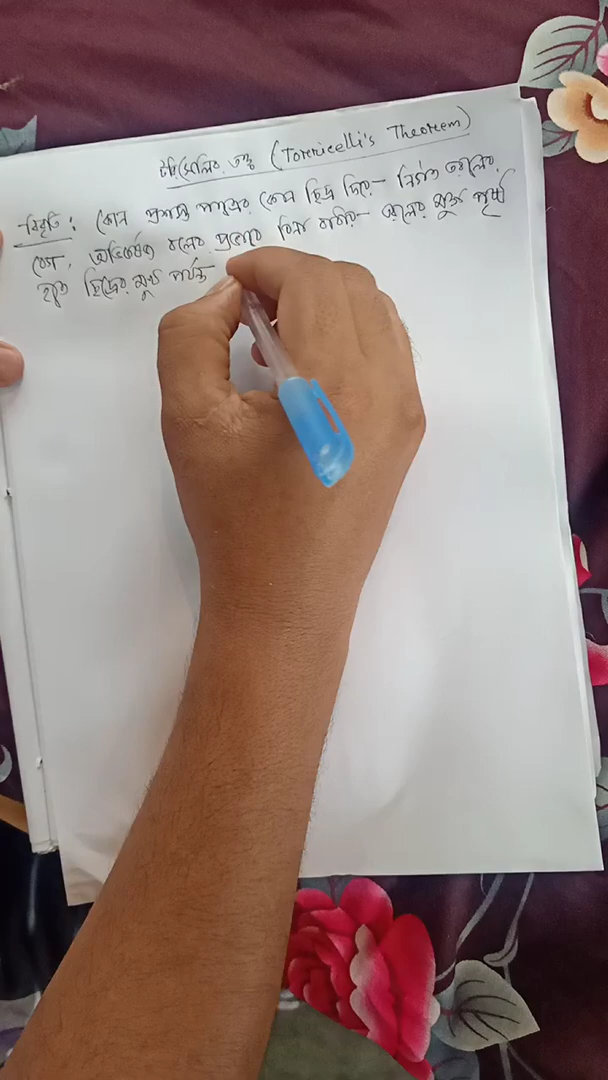 টরিসেলির তত্ত্ব (Torricelli's Theorem)
বিবৃতি : কোন প্রশস্ত পাত্রের কোন ছিদ্র দিয়ে নির্গত তরলের
বেগ, অভিকর্ষজ বলের প্রভাবে বিনা বাধায় তরলের মুক্ত পৃষ্ঠ
হতে ছিদ্রের মুখ পর্যন্ত